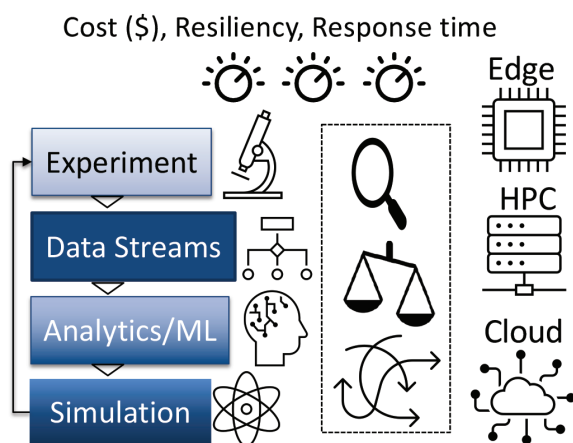 Cost ($), Resiliency, Response time
Edge
Experiment
HPC
Data Streams
Analytics/ML
Cloud
Simulation